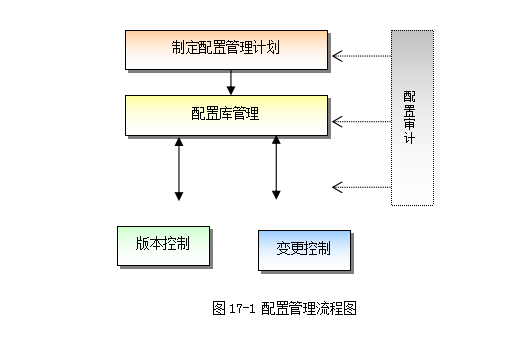 制定配置管理计划
配置库管理
配置审计
版本控制
变更控制
图 17-1 配置管理流程图